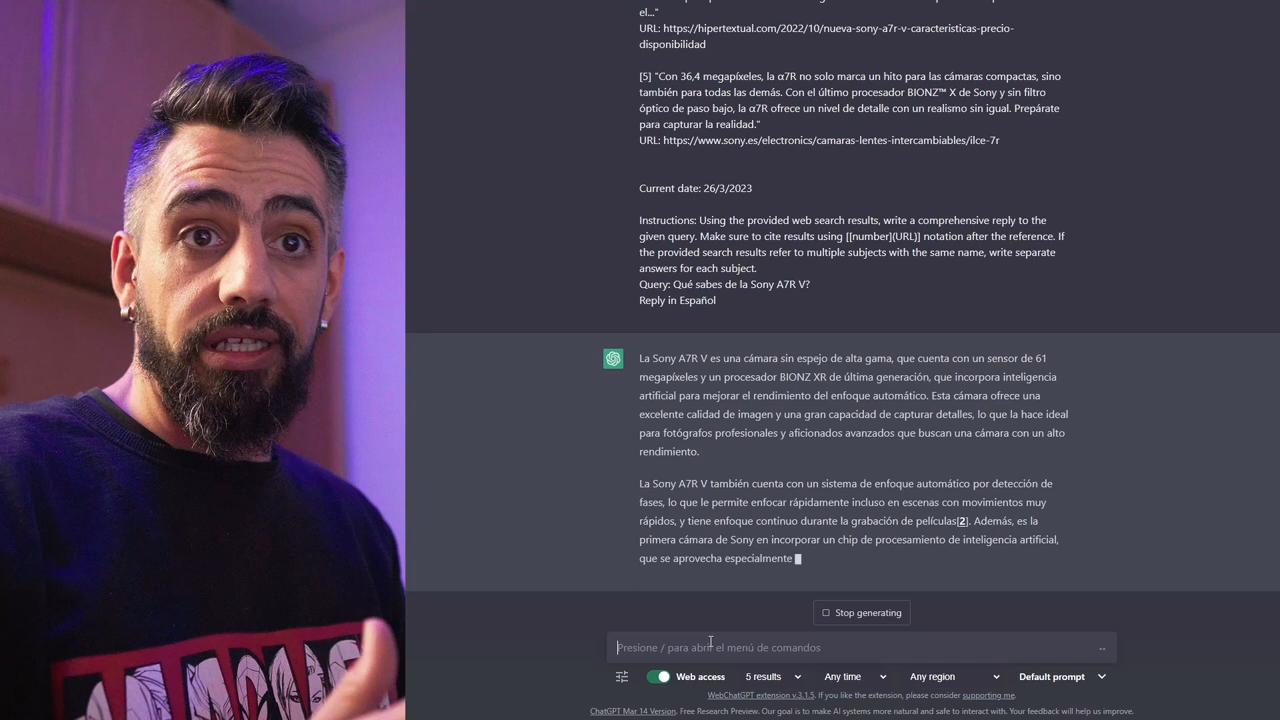 el..."
URL: https://hipertextual.com/2022/10/nueva-sony-a7r-v-caracteristicas-precio-
disponibilidad
[5] "Con 36,4 megapíxeles, la α7R no solo marca un hito para las cámaras compactas, sino
también para todas las demás. Con el último procesador BIONZ™ X de Sony y sin filtro
óptico de paso bajo, la α7R ofrece un nivel de detalle con un realismo sin igual. Prepárate
para capturar la realidad."
URL: https://www.sony.es/electronics/camaras-lentes-intercambiables/ilce-7r
Current date: 26/3/2023
Instructions: Using the provided web search results, write a comprehensive reply to the
given query. Make sure to cite results using [[number](URL)] notation after the reference. If
the provided search results refer to multiple subjects with the same name, write separate
answers for each subject.
Query: Qué sabes de la Sony A7R V?
Reply in Español
La Sony A7R V es una cámara sin espejo de alta gama, que cuenta con un sensor de 61
megapíxeles y un procesador BIONZ XR de última generación, que incorpora inteligencia
artificial para mejorar el rendimiento del enfoque automático. Esta cámara ofrece una
excelente calidad de imagen y una gran capacidad de capturar detalles, lo que la hace ideal
para fotógrafos profesionales y aficionados avanzados que buscan una cámara con un alto
rendimiento.
La Sony A7R V también cuenta con un sistema de enfoque automático por detección de
fases, lo que le permite enfocar rápidamente incluso en escenas con movimientos muy
rápidos, y tiene enfoque continuo durante la grabación de películas[2]. Además, es la
primera cámara de Sony en incorporar un chip de procesamiento de inteligencia artificial,
que se aprovecha especialmente
Stop generating
Presione / para abrir el menú de comandos
Web access 5 results Any time Any region Default prompt
WebChatGPT extension v.3.1.5. If you like the extension, please consider supporting me.
ChatGPT Mar 14 Version. Free Research Preview. Our goal is to make AI systems more natural and safe to interact with. Your feedback will help us improve.